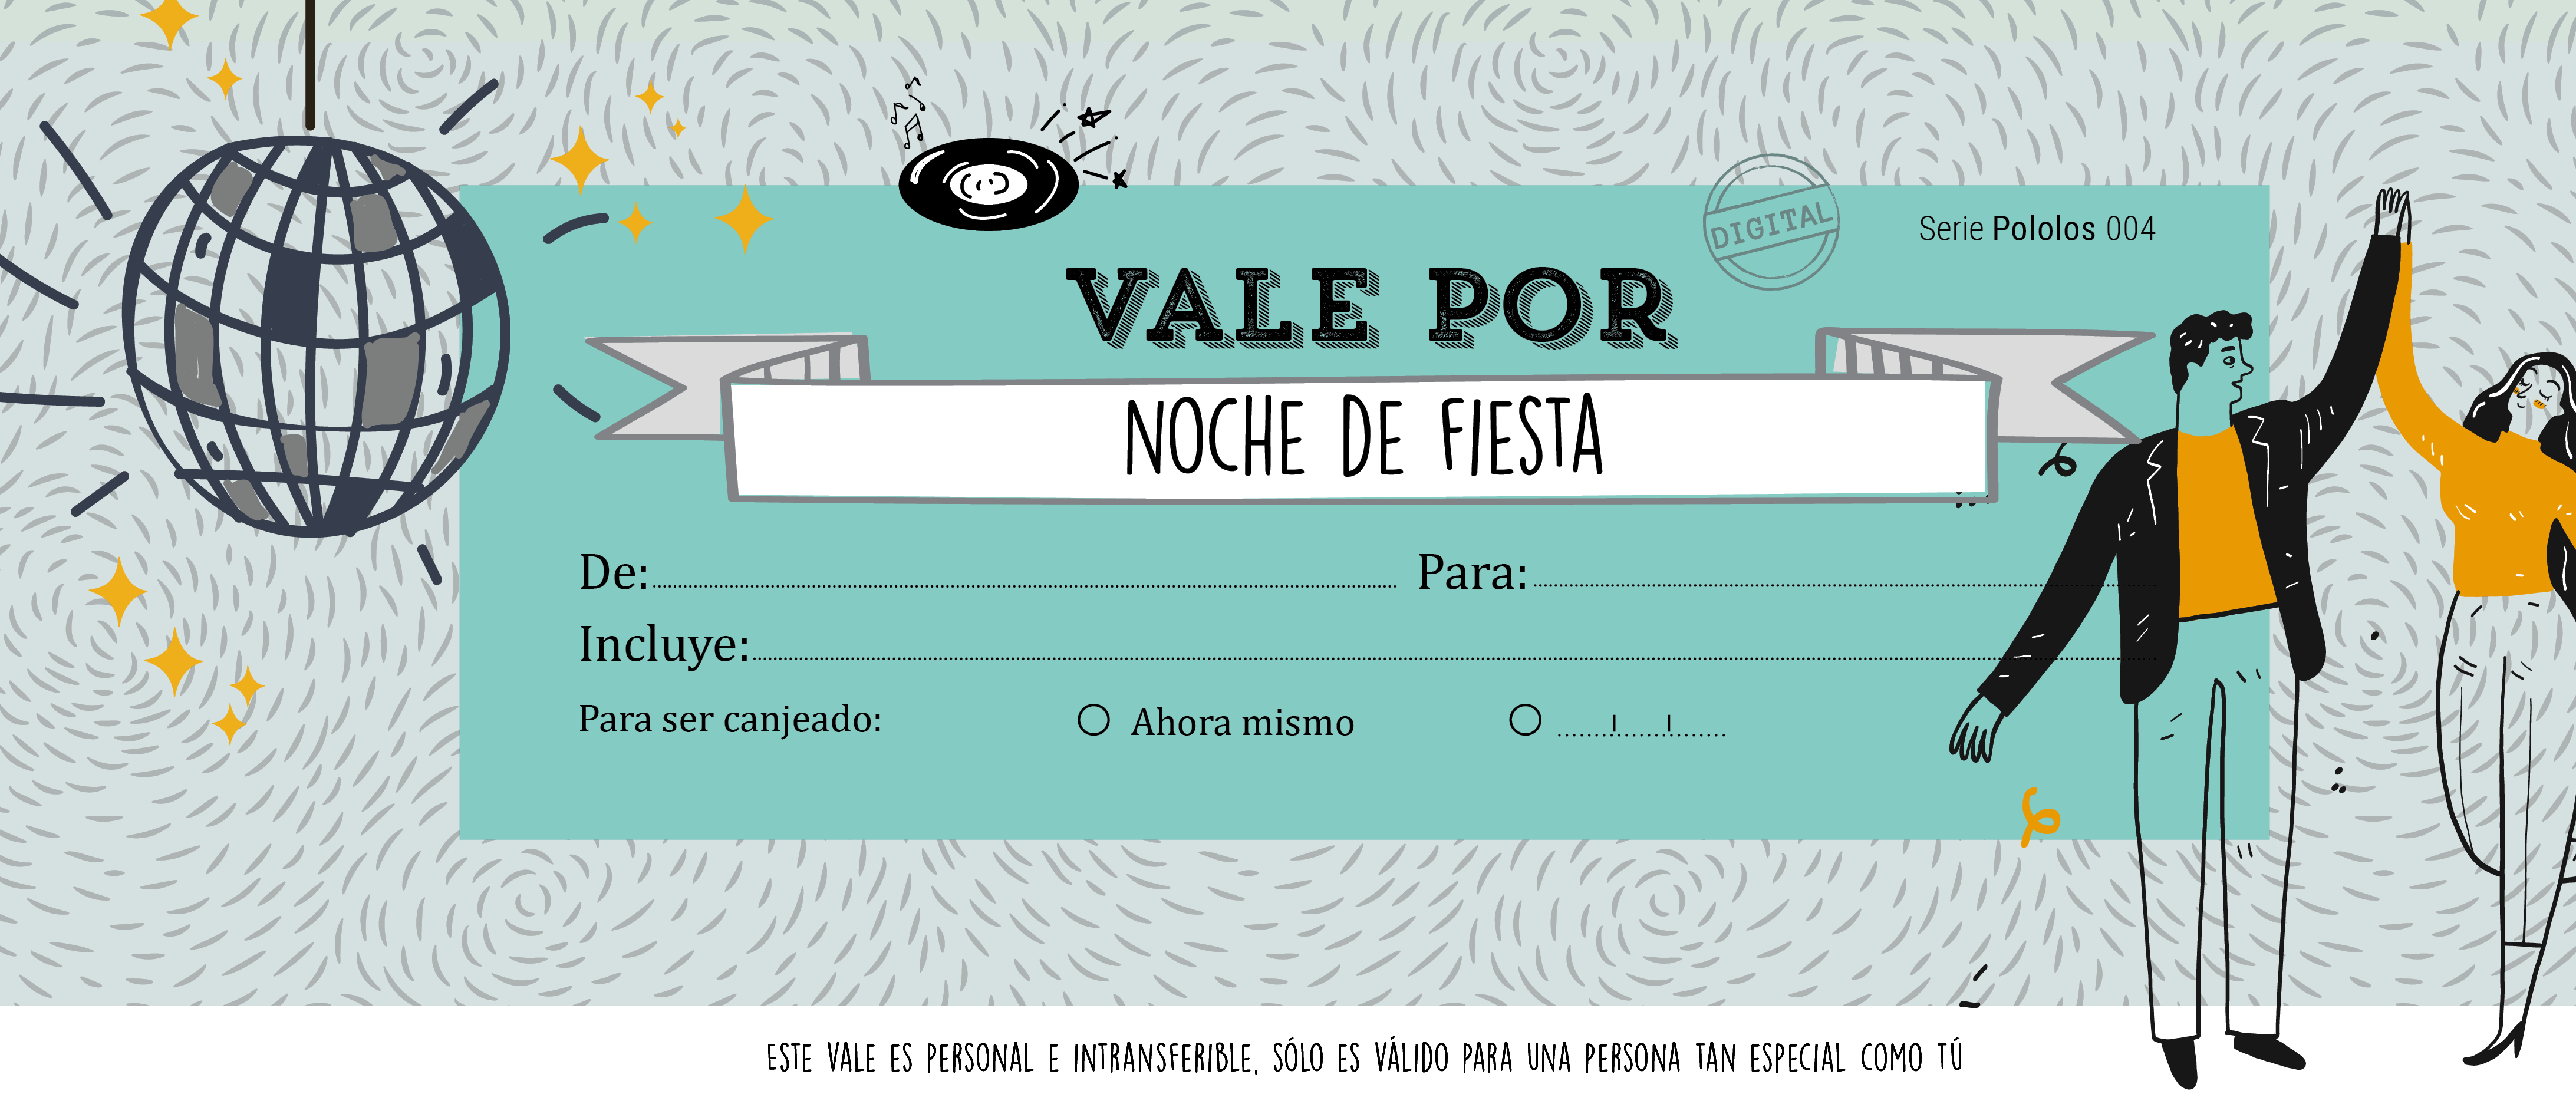 DIGITAL
Serie Pololos 004
VALE POR
NOCHE DE FIESTA
De: Para:
Incluye:
Para ser canjeado: Ahora mismo
ESTE VALE ES PERSONAL E INTRANSFERIBLE, SÓLO ES VÁLIDO PARA UNA PERSONA TAN ESPECIAL COMO TÚ